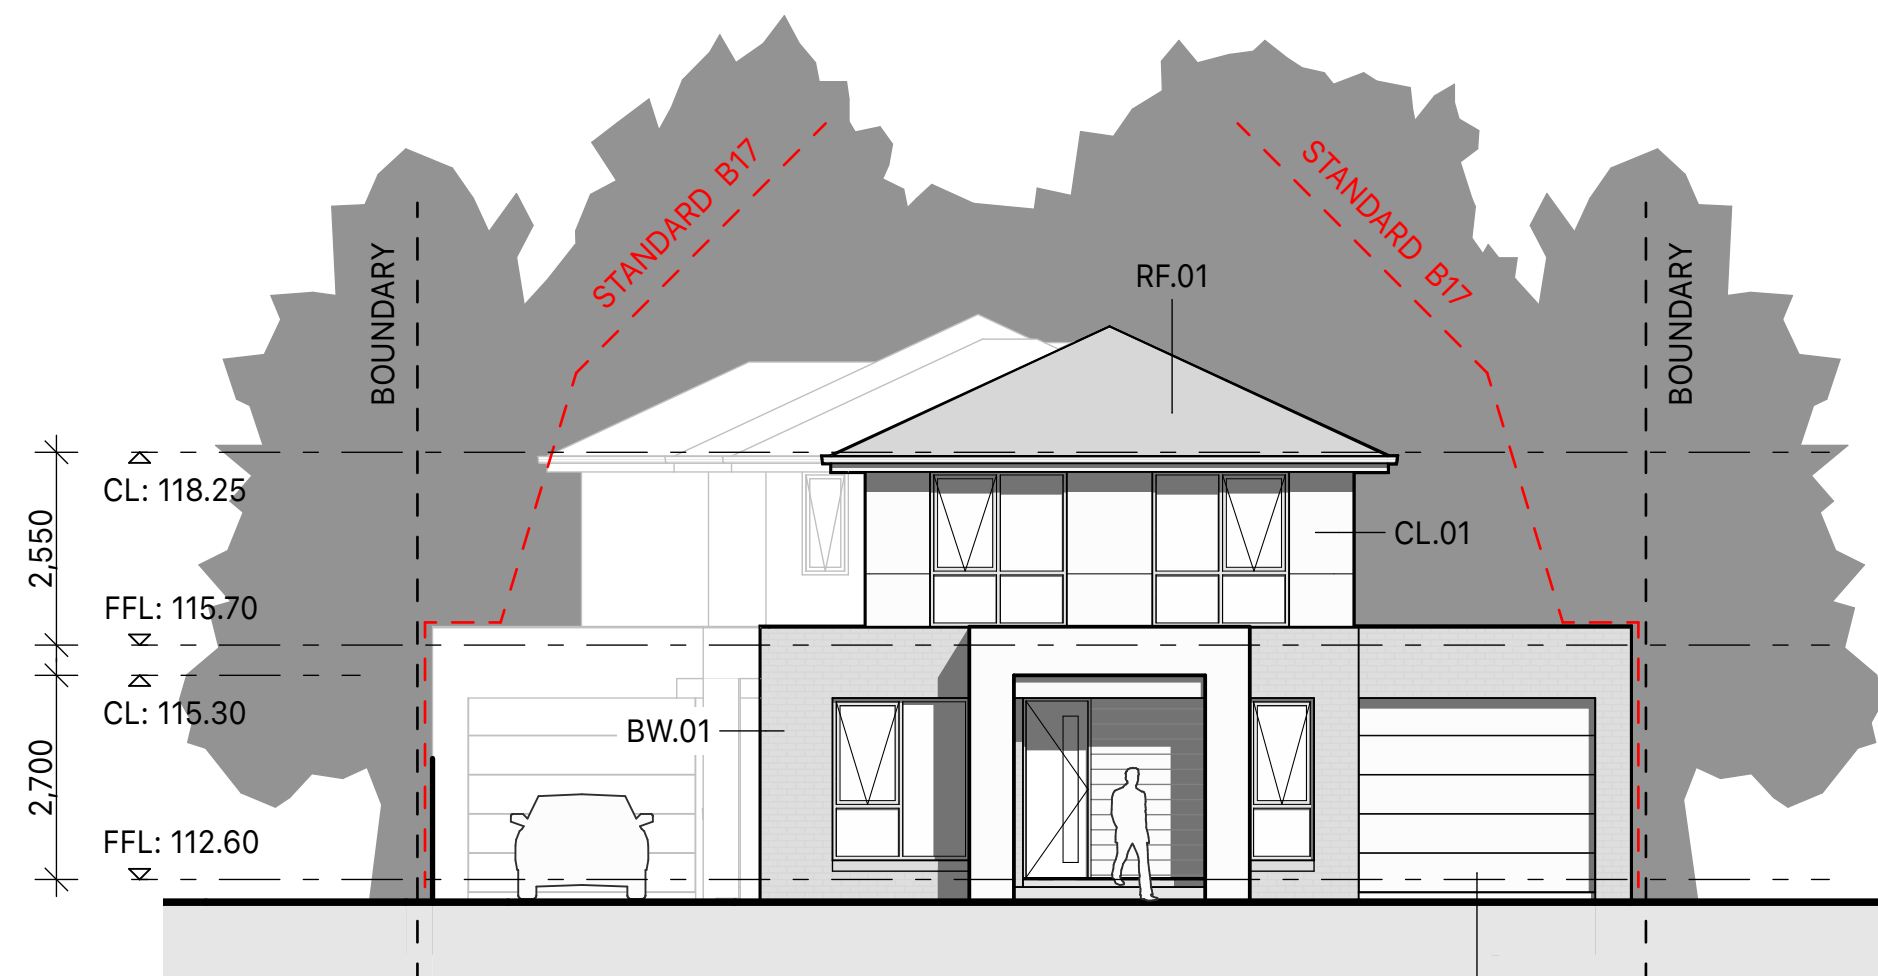 STANDARD B17
STANDARD B17
BOUNDARY
BOUNDARY
RF.01
CL: 118.25
2,550
CL.01
FFL: 115.70
CL: 115.30
BW.01
2,700
FFL: 112.60